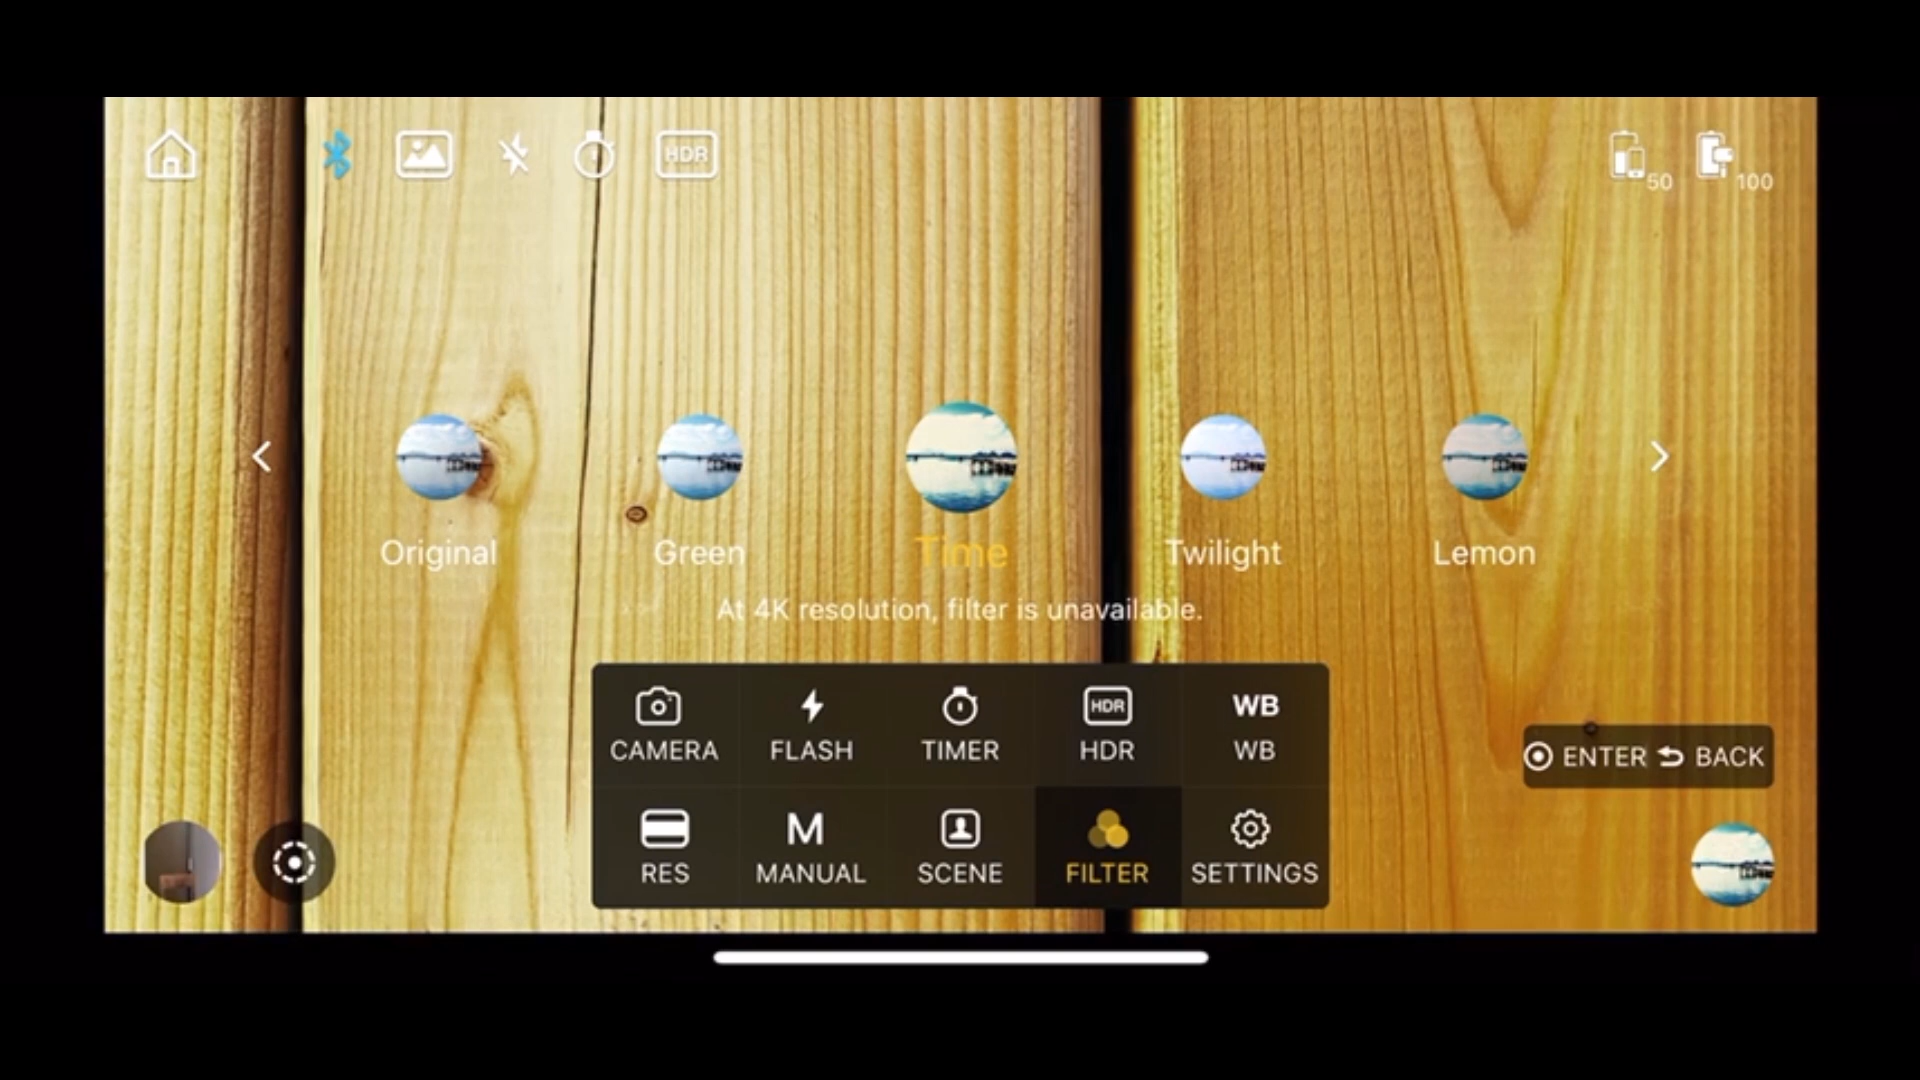 HDR
50
100
Original
Green
Time
Twilight
Lemon
At 4K resolution, filter is unavailable.
CAMERA
FLASH
TIMER
HDR
HDR
WB
WB
ENTER
BACK
RES
M
MANUAL
SCENE
FILTER
SETTINGS